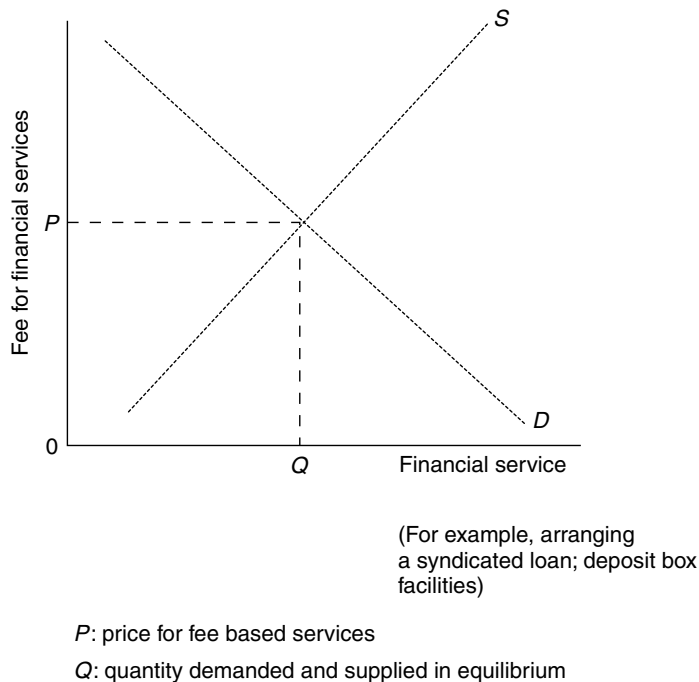 S
Fee for financial services
P
D
0
Q
Financial service
(For example, arranging
a syndicated loan; deposit box
facilities)
P: price for fee based services
Q: quantity demanded and supplied in equilibrium